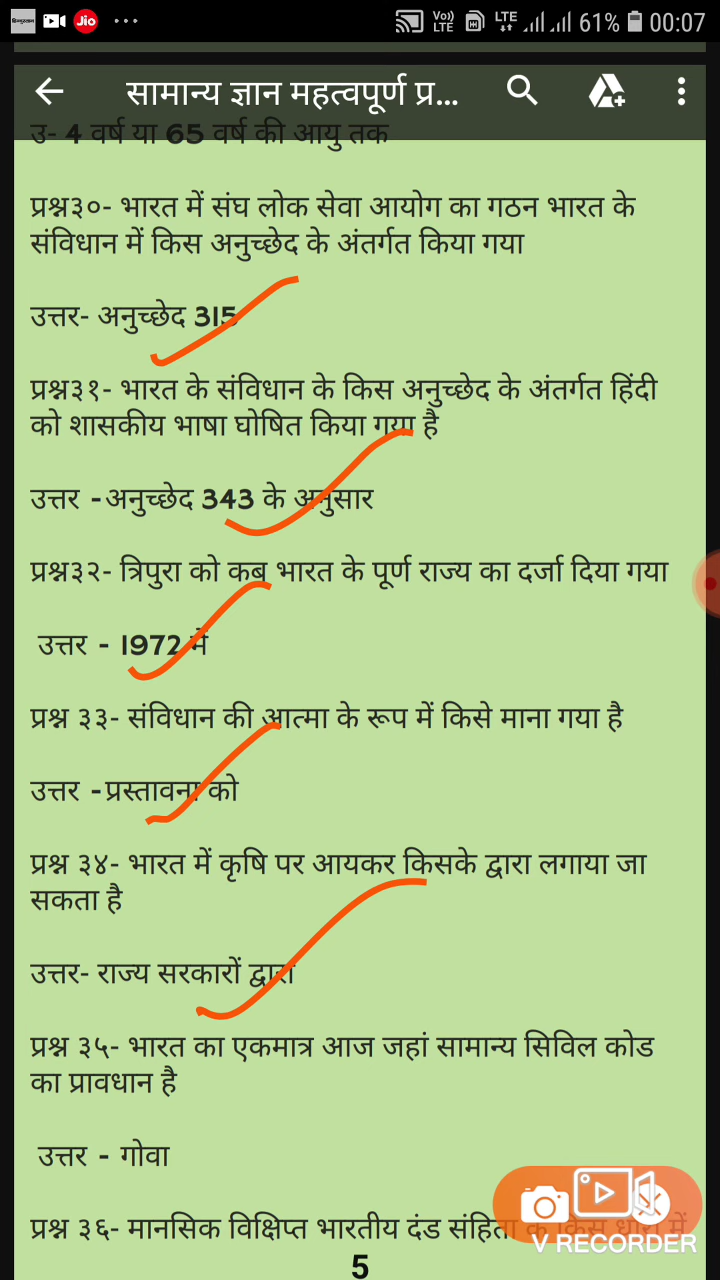 हिन्दुस्तान Jio ... Vo) LTE LTE 61% 00:07
सामान्य ज्ञान महत्वपूर्ण प्र...
उ- 4 वर्ष या 65 वर्ष की आयु तक
प्रश्न३०- भारत में संघ लोक सेवा आयोग का गठन भारत के
संविधान में किस अनुच्छेद के अंतर्गत किया गया
उत्तर- अनुच्छेद 315
प्रश्न३१- भारत के संविधान के किस अनुच्छेद के अंतर्गत हिंदी
को शासकीय भाषा घोषित किया गया है
उत्तर -अनुच्छेद 343 के अनुसार
प्रश्न३२- त्रिपुरा को कब भारत के पूर्ण राज्य का दर्जा दिया गया
उत्तर - 1972 में
प्रश्न ३३- संविधान की आत्मा के रूप में किसे माना गया है
उत्तर -प्रस्तावना को
प्रश्न ३४- भारत में कृषि पर आयकर किसके द्वारा लगाया जा
सकता है
उत्तर- राज्य सरकारों द्वारा
प्रश्न ३५- भारत का एकमात्र आज जहां सामान्य सिविल कोड
का प्रावधान है
उत्तर - गोवा
प्रश्न ३६- मानसिक विक्षिप्त भारतीय दंड संहिता के किस धारा में
V RECORDER
5